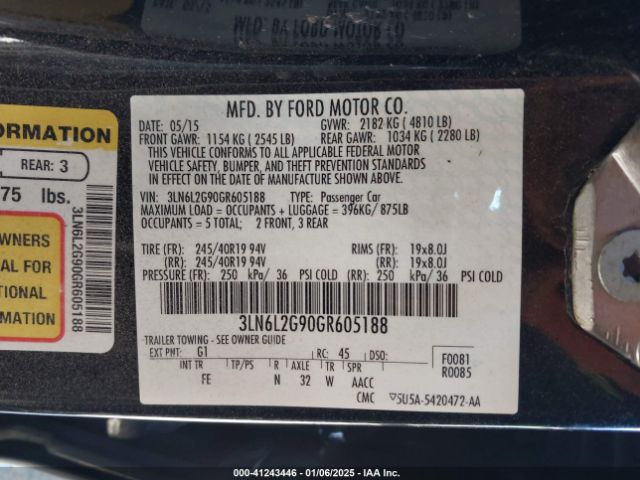 MFD. BY FORD MOTOR CO.
DATE: 05/15 GVWR: 2182 KG (4810 LB)
FRONT GAWR: 1154 KG (2545 LB) REAR GAWR: 1034 KG (2280 LB)
THIS VEHICLE CONFORMS TO ALL APPLICABLE FEDERAL MOTOR
VEHICLE SAFETY, BUMPER, AND THEFT PREVENTION STANDARDS
IN EFFECT ON THE DATE OF MANUFACTURE SHOWN ABOVE.
VIN: 3LN6L2G90GR605188 TYPE: Passenger Car
MAXIMUM LOAD = OCCUPANTS + LUGGAGE = 396KG/875LB
OCCUPANTS = 5 TOTAL; 2 FRONT, 3 REAR
TIRE (FR): 245/40R19 94V RIMS (FR): 19x8.0J
(RR): 245/40R19 94V (RR): 19x8.0J
PRESSURE (FR): 250 kPa/ 36 PSI COLD (RR): 250 kPa/ 36 PSI COLD
3LN6L2G90GR605188
TRAILER TOWING - SEE OWNER GUIDE
EXT PNT: G1 RC: 45 DSO: F0081
INT TR TP/PS R AXLE TR SPR R0085
FE N 32 W AACC
CMC 5U5A-5420472-AA
ORMATION
REAR: 3
75 lbs.
WNERS
AL FOR
TIONAL
RMATION
3LN6L2G90GR605188
000-41243446 - 01/06/2025 - IAA Inc.